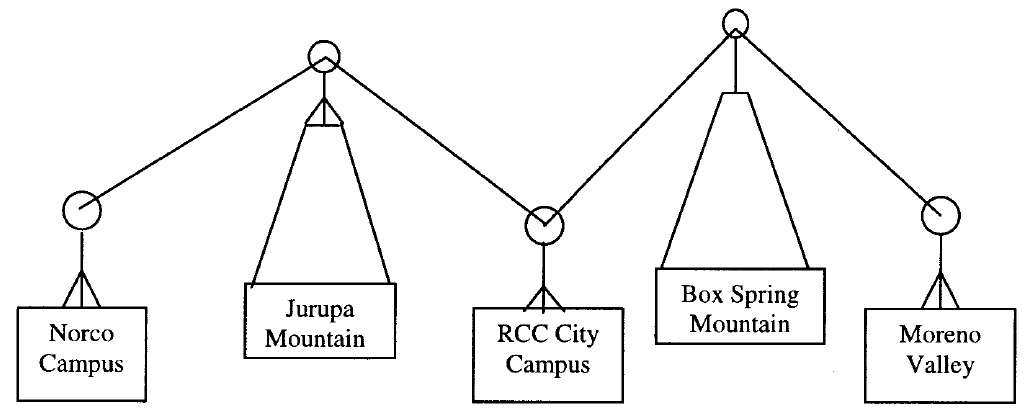 Norco
Campus
Jurupa
Mountain
RCC City
Campus
Box Spring
Mountain
Moreno
Valley